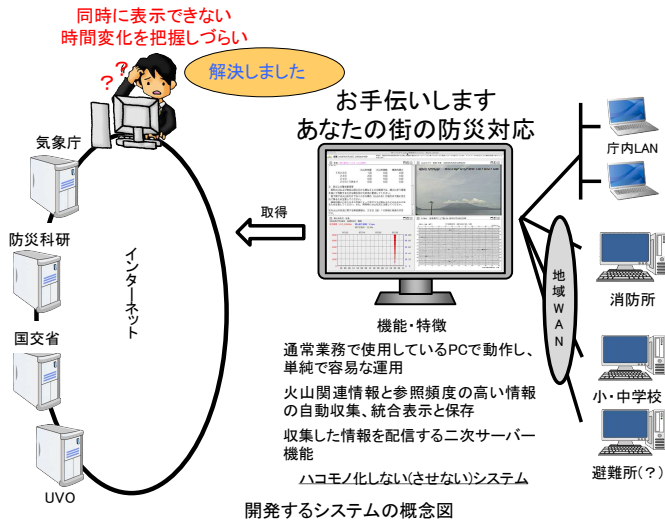 同時に表示できない
時間変化を把握しづらい
? ?
?
解決しました
お手伝いします
あなたの街の防災対応
気象庁
防災科研
国交省
UVO
インターネット
取得
庁内LAN
地域WAN
消防所
小・中学校
避難所(?)
機能・特徴
通常業務で使用しているPCで動作し、
単純で容易な運用
火山関連情報と参照頻度の高い情報
の自動収集、統合表示と保存
収集した情報を配信する二次サーバー
機能
ハコモノ化しない(させない)システム
開発するシステムの概念図